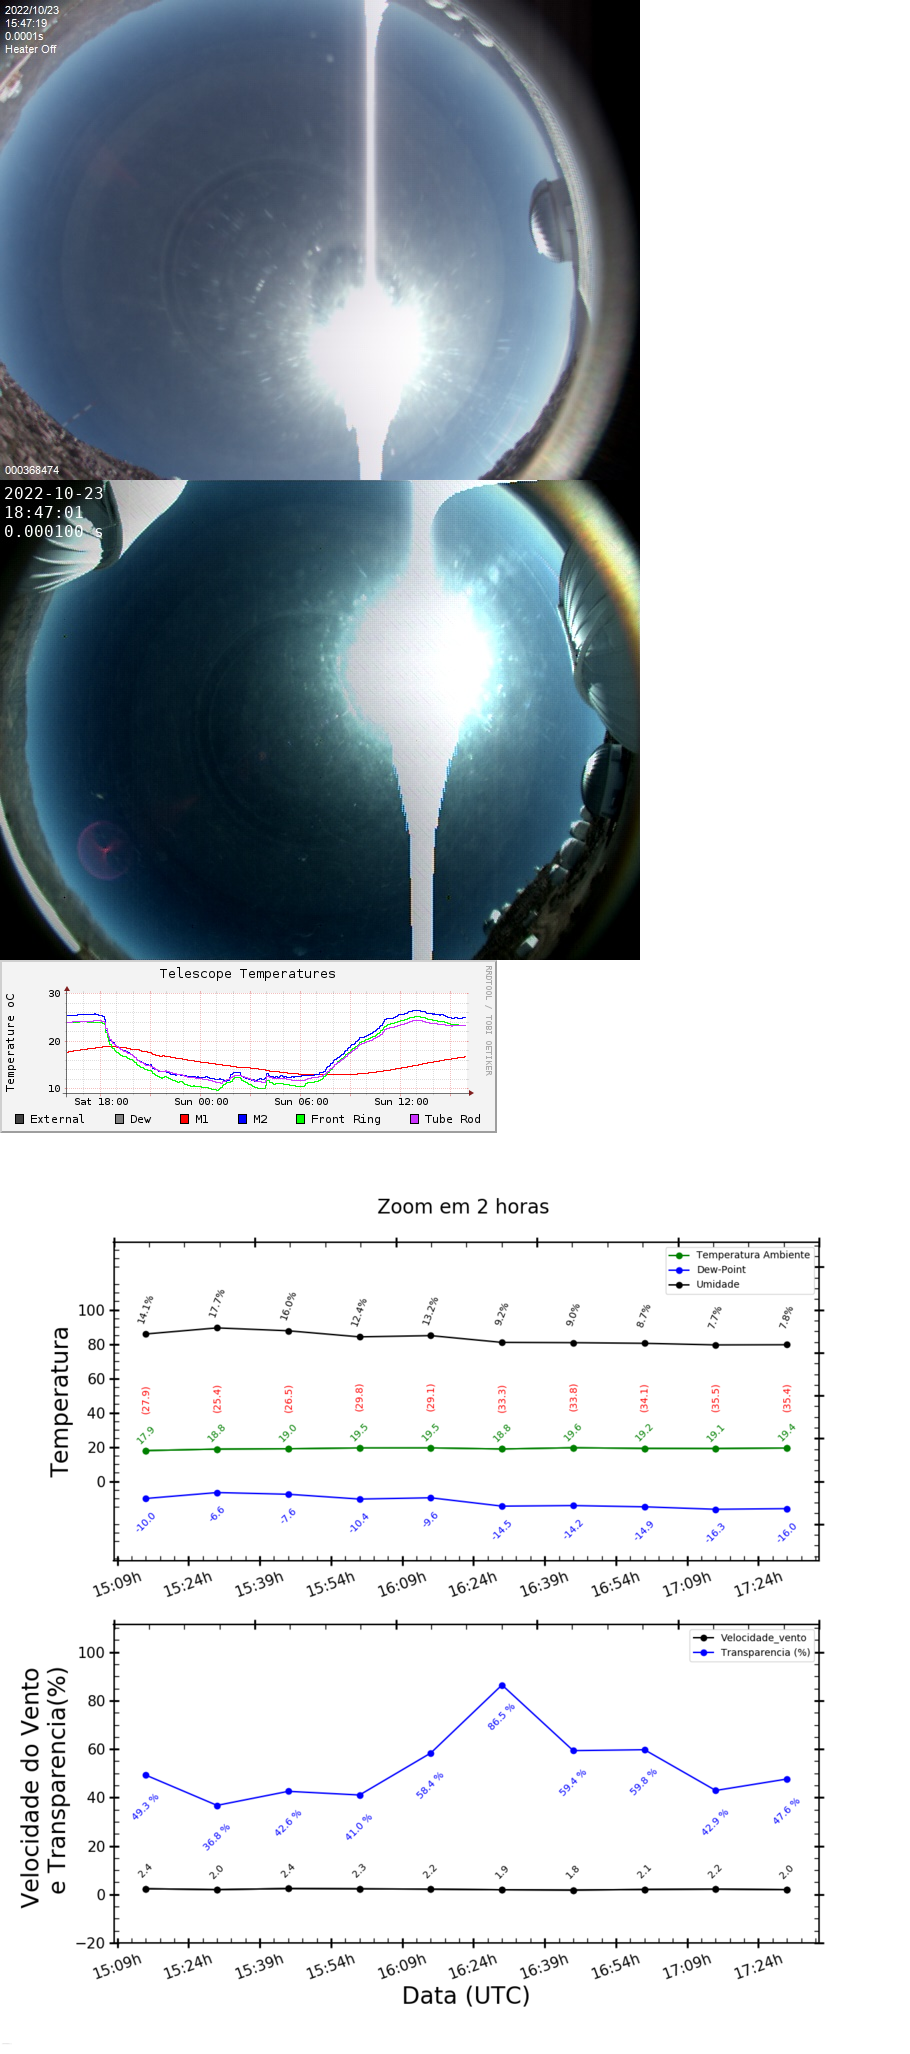 2022/10/23
15:47:19
0.0001s
Heater Off
000368474
2022-10-23
18:47:01
0.000100 s
Telescope Temperatures
RRDTOOL / TOBI OETIKER
Temperature oC
30
20
10
Sat 18:00 Sun 00:00 Sun 06:00 Sun 12:00
External Dew M1 M2 Front Ring Tube Rod
Zoom em 2 horas
Temperatura Ambiente
Dew-Point
Umidade
Temperatura
100
80
60
40
20
0
14.1% 17.7% 16.0% 12.4% 13.2% 9.2% 9.0% 8.7% 7.7% 7.8%
(27.9) (25.4) (26.5) (29.8) (29.1) (33.3) (33.8) (34.1) (35.5) (35.4)
17.9 18.8 19.0 19.5 19.5 18.8 19.6 19.2 19.1 19.4
-10.0 -6.6 -7.6 -10.4 -9.6 -14.5 -14.2 -14.9 -16.3 -16.0
15:09h 15:24h 15:39h 15:54h 16:09h 16:24h 16:39h 16:54h 17:09h 17:24h
Velocidade_vento
Transparencia (%)
Velocidade do Vento
e Transparencia(%)
100
80
60
40
20
0
−20
49.3 % 36.8 % 42.6 % 41.0 % 58.4 % 86.5 % 59.4 % 59.8 % 42.9 % 47.6 %
2.4 2.0 2.4 2.3 2.2 1.9 1.8 2.1 2.2 2.0
15:09h 15:24h 15:39h 15:54h 16:09h 16:24h 16:39h 16:54h 17:09h 17:24h
Data (UTC)